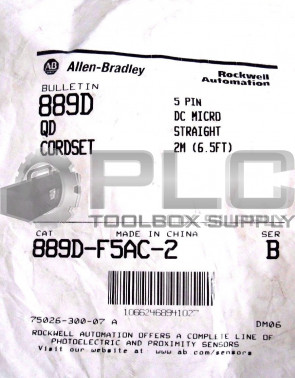 AB Allen-Bradley
Rockwell
Automation
BULLETIN
889D
5 PIN
QD
DC MICRO
STRAIGHT
CORDSET
2M (6.5FT)
PLC
TOOLBOX SUPPLY
CAT
MADE IN CHINA
SER
889D-F5AC-2
B
10662468941027
75026-300-07 A
DM06
ROCKWELL AUTOMATION OFFERS A COMPLETE LINE OF
PHOTOELECTRIC AND PROXIMITY SENSORS
Visit our website at www.ab.com/sensors